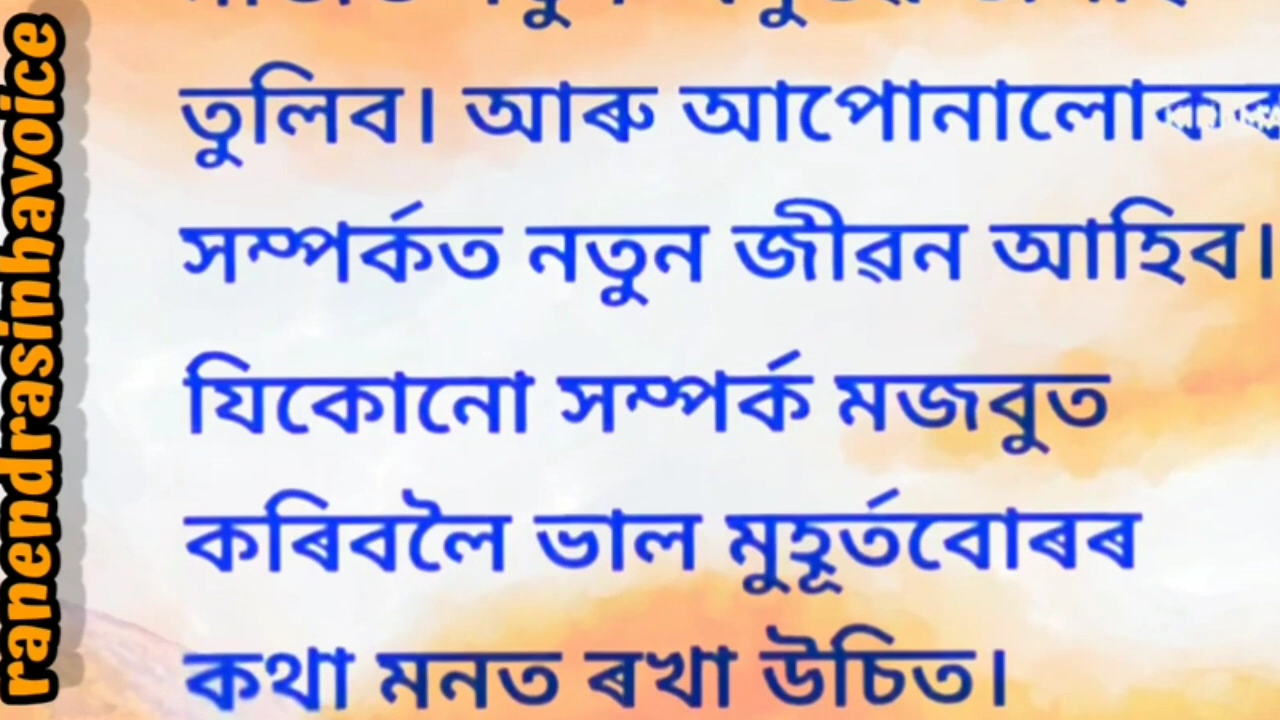 তুলিব। আৰু আপোনালোকৰ
সম্পৰ্কত নতুন জীৱন আহিব।
যিকোনো সম্পৰ্ক মজবুত
কৰিবলৈ ভাল মুহূৰ্তবোৰৰ
কথা মনত ৰখা উচিত।
ranendrasinhavoice